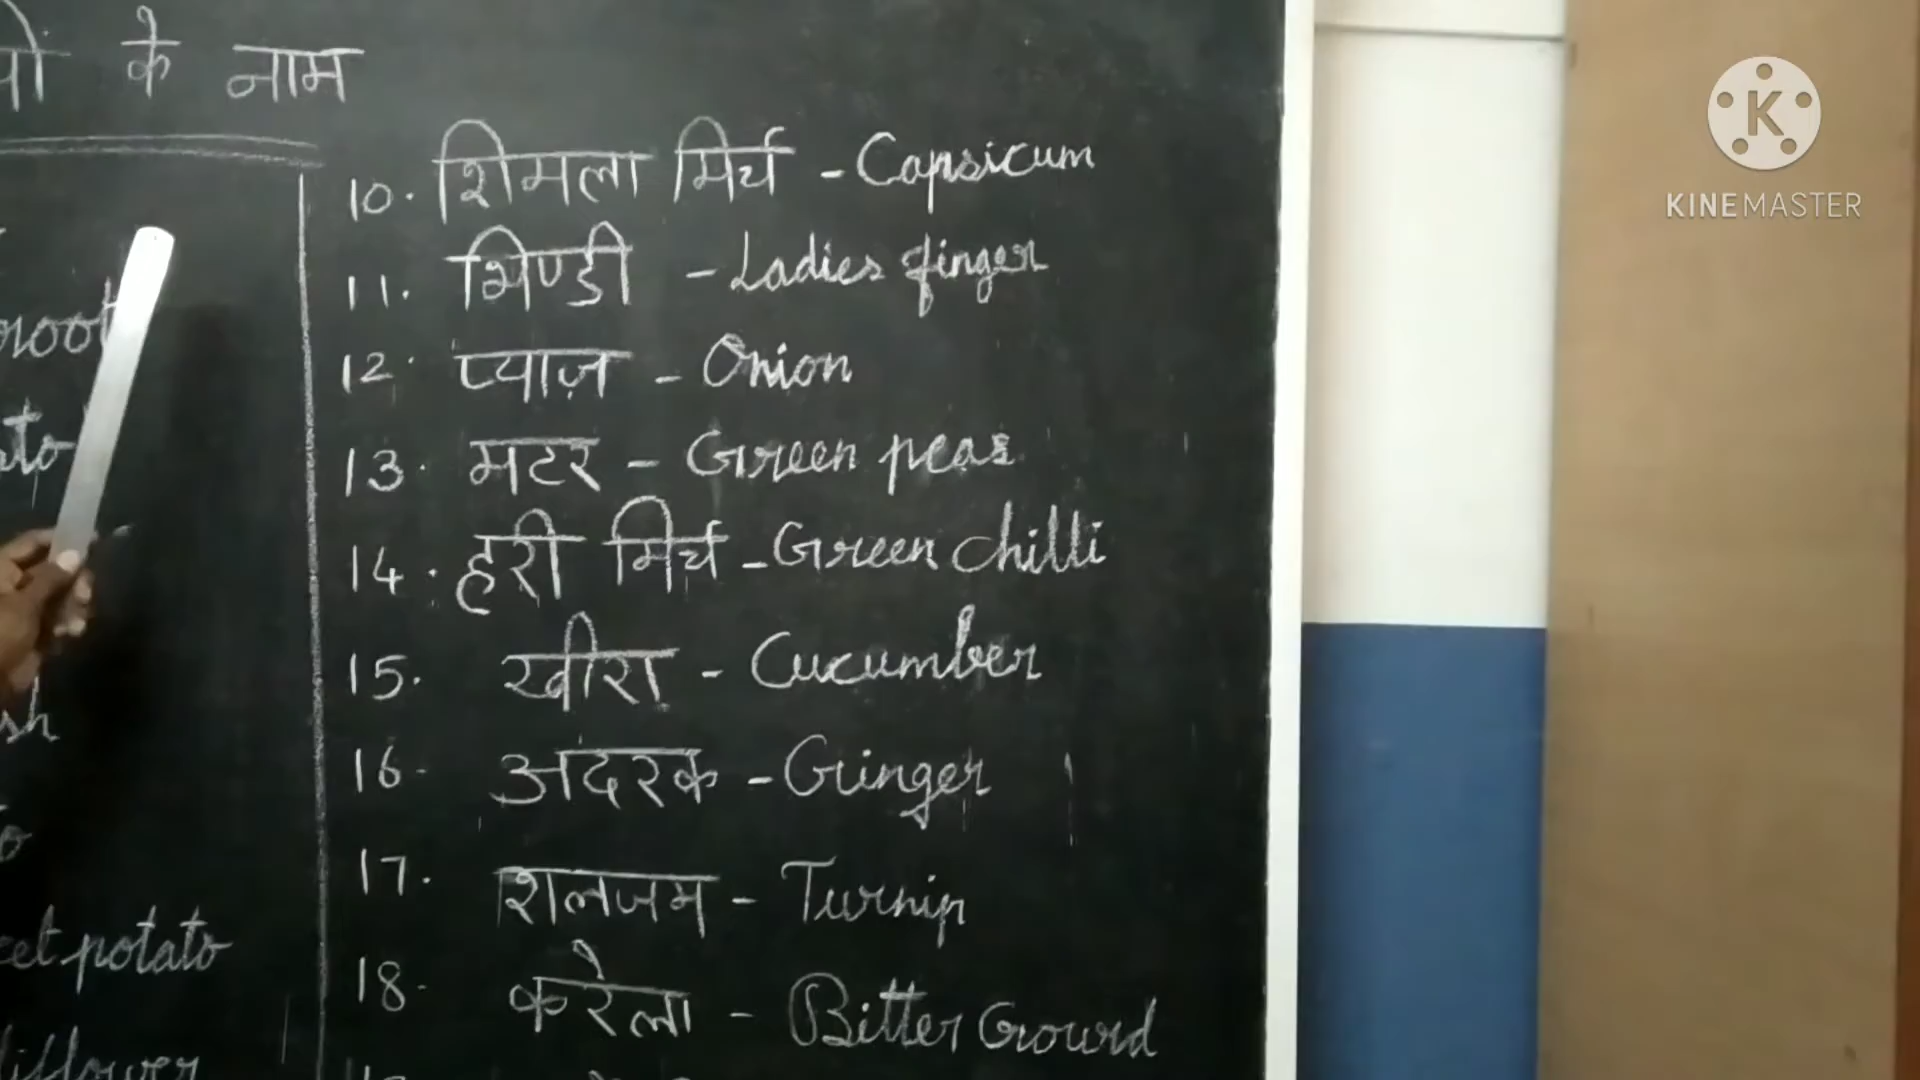 के नाम
10. शिमला मिर्च - Capsicum
11. भिण्डी - Ladies finger
12. प्याज़ - Onion
13. मटर - Green peas
14. हरी मिर्च - Green chilli
15. खीरा - Cucumber
16- अदरक - Ginger
17. शलजम - Turnip
18- करेला - Bitter Gourd
potato
KINEMASTER